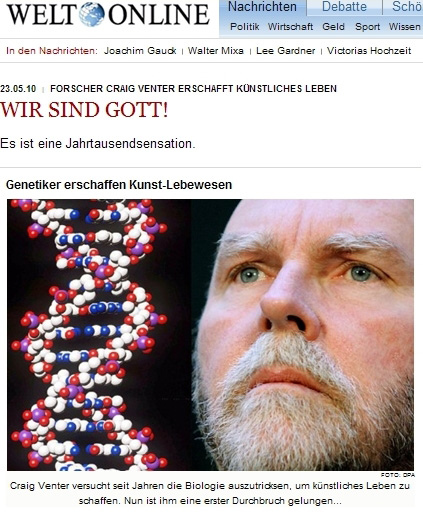 WELT ONLINE
Nachrichten Debatte Schö
Politik Wirtschaft Geld Sport Wissen
In den Nachrichten: Joachim Gauck | Walter Mixa | Lee Gardner | Victorias Hochzeit
23.05.10 | FORSCHER CRAIG VENTER ERSCHAFFT KÜNSTLICHES LEBEN
WIR SIND GOTT!
Es ist eine Jahrtausendsensation.
Genetiker erschaffen Kunst-Lebewesen
FOTO: DPA
Craig Venter versucht seit Jahren die Biologie auszutricksen, um künstliches Leben zu
schaffen. Nun ist ihm eine erster Durchbruch gelungen...